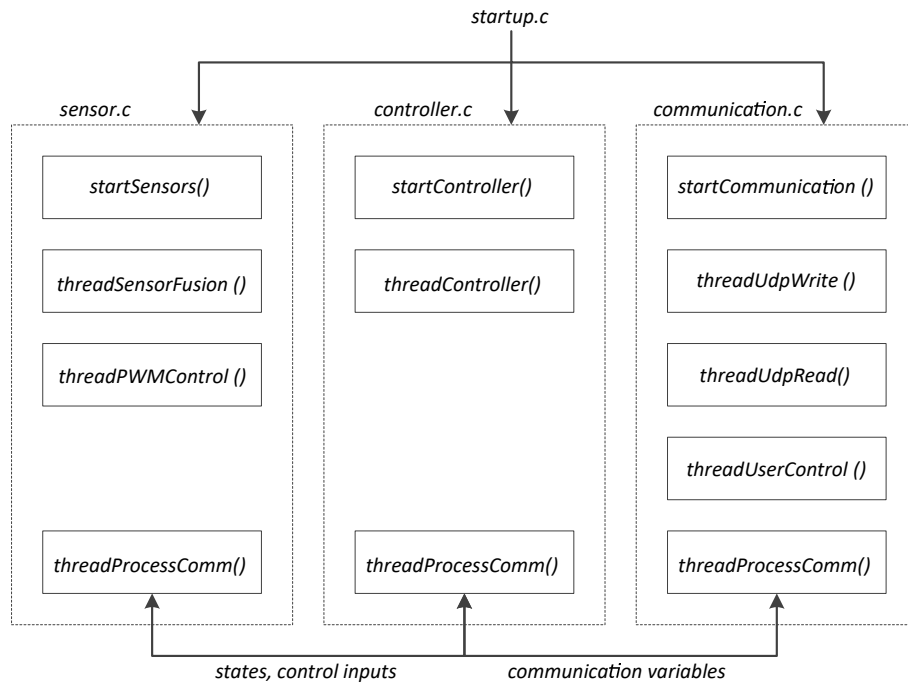 startup.c
sensor.c
controller.c
communication.c
startSensors()
startController()
startCommunication ()
threadSensorFusion ()
threadController()
threadUdpWrite ()
threadPWMControl ()
threadUdpRead()
threadUserControl ()
threadProcessComm()
threadProcessComm()
threadProcessComm()
states, control inputs
communication variables